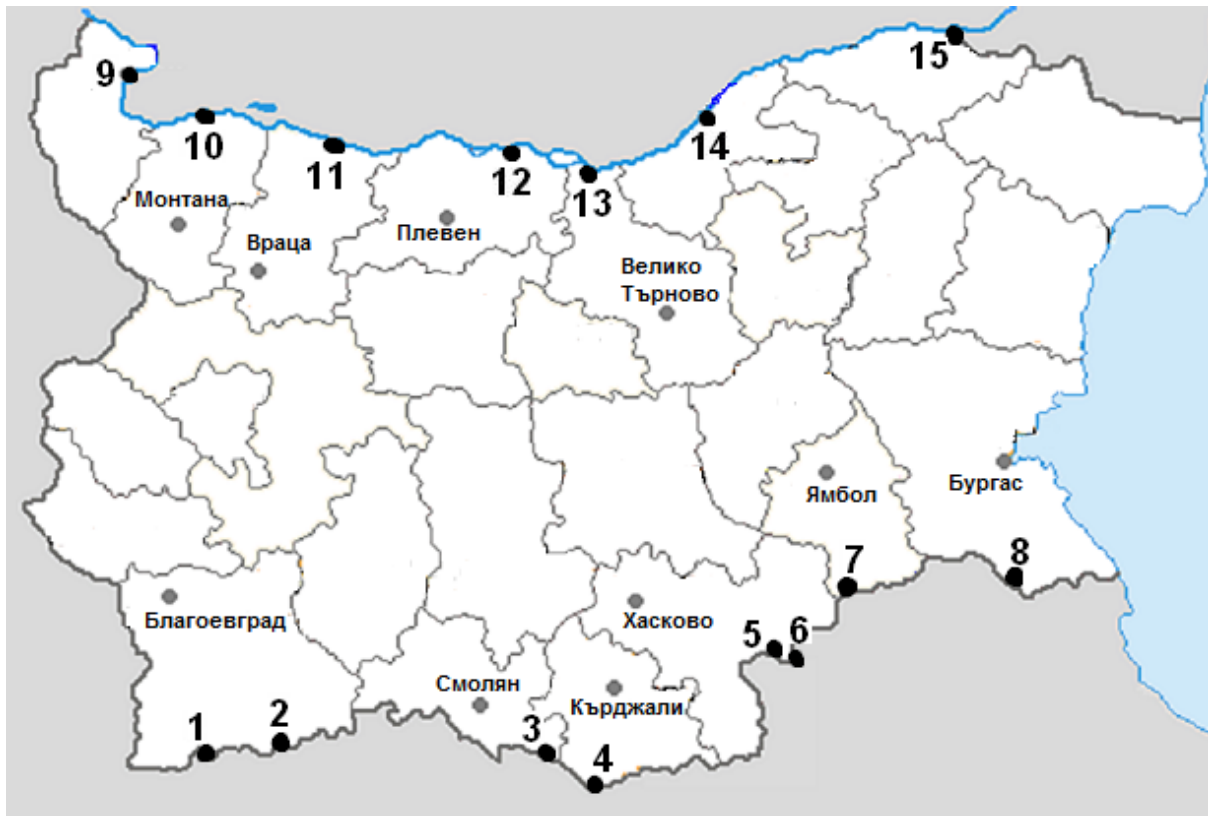 15
9
10
11
12
13
14
Монтана
Враца
Плевен
Велико
Търново
Ямбол
Бургас
7
8
Благоевград
Хасково
5
6
Смолян
Кърджали
1
2
3
4